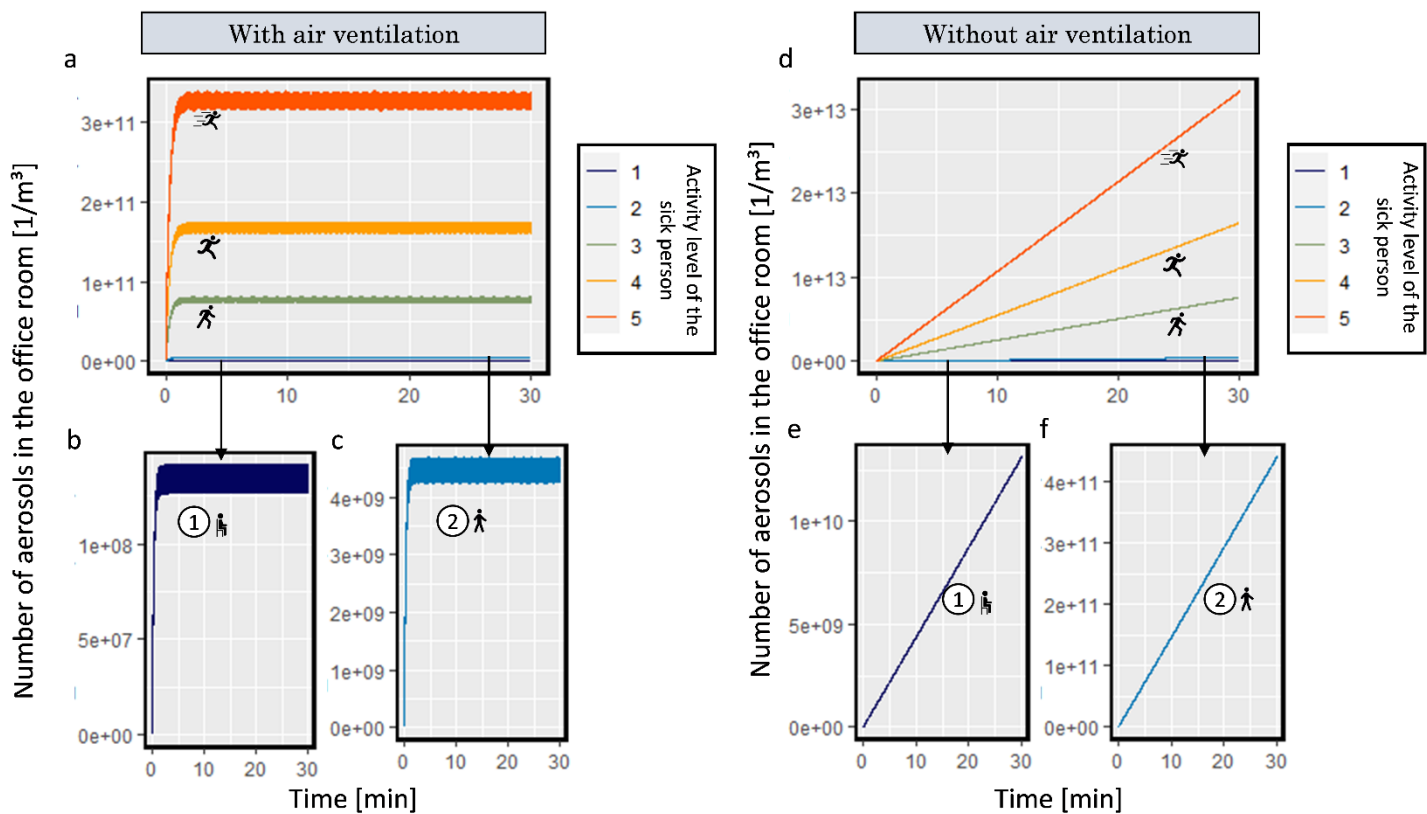 With air ventilation
Without air ventilation
Number of aerosols in the office room [1/m³]
a
3e+11
2e+11
1e+11
0e+00
0
10
20
30
1
2
3
4
5
Activity level of the
sick person
b
1e+08
5e+07
0e+00
0
10
20
30
1
c
4e+09
3e+09
2e+09
1e+09
0e+00
0
10
20
30
2
Time [min]
Number of aerosols in the office room [1/m³]
d
3e+13
2e+13
1e+13
0e+00
0
10
20
30
1
2
3
4
5
Activity level of the
sick person
e
1e+10
5e+09
0e+00
0
10
20
30
1
f
4e+11
3e+11
2e+11
1e+11
0e+00
0
10
20
30
2
Time [min]